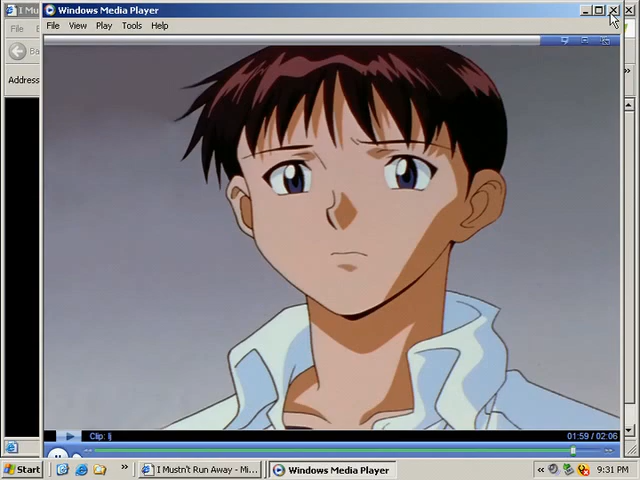 I M
Windows Media Player
File
File View Play Tools Help
Ba
Address
Clip: lj
01:59 / 02:06
Start
I Mustn't Run Away - Mi...
Windows Media Player
9:31 PM